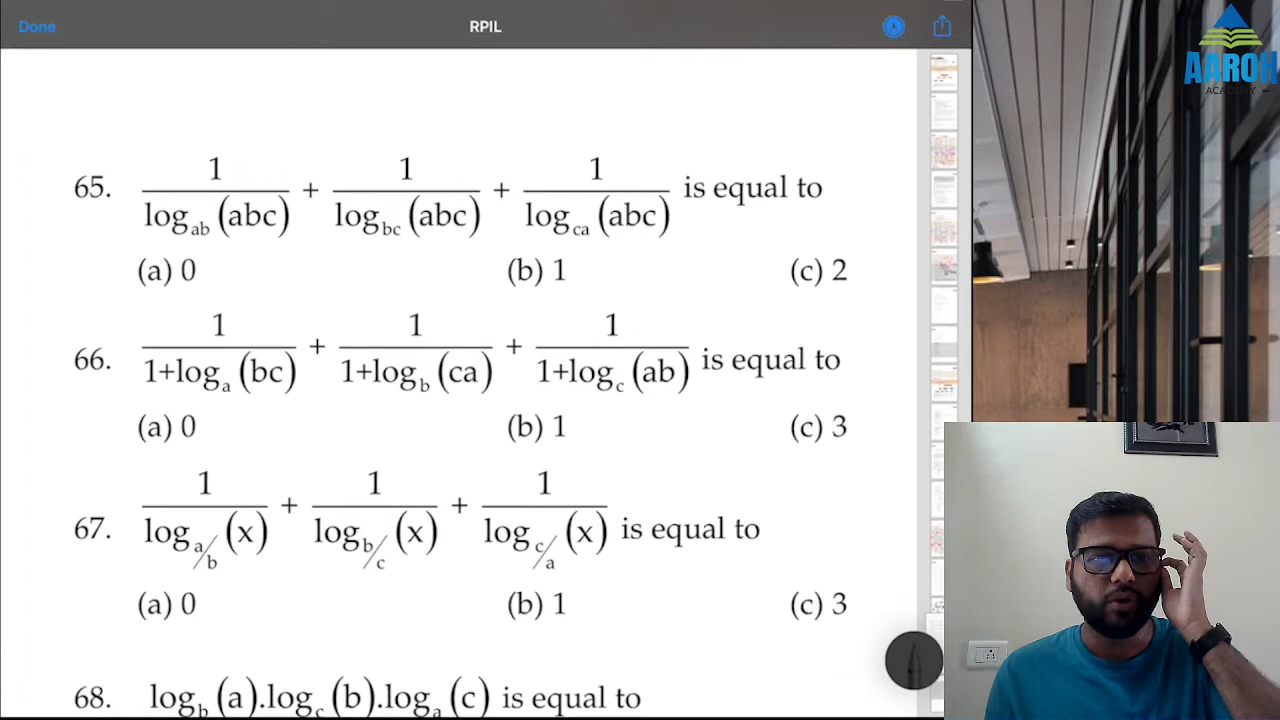 Done RPIL
AAROH
ACADEMY
65. 1/log_ab (abc) + 1/log_bc (abc) + 1/log_ca (abc) is equal to
(a) 0 (b) 1 (c) 2
66. 1/1+log_a (bc) + 1/1+log_b (ca) + 1/1+log_c (ab) is equal to
(a) 0 (b) 1 (c) 3
67. 1/log_a/b (x) + 1/log_b/c (x) + 1/log_c/a (x) is equal to
(a) 0 (b) 1 (c) 3
68. log_b (a).log_c (b).log_a (c) is equal to